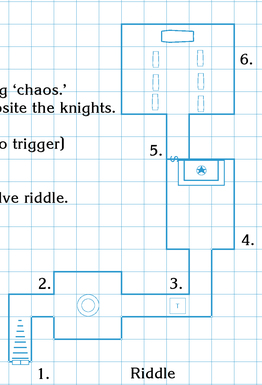 6.
g ‘chaos.’
osite the knights.
o trigger)
5.
S
lve riddle.
4.
2.
3.
T
1.
Riddle